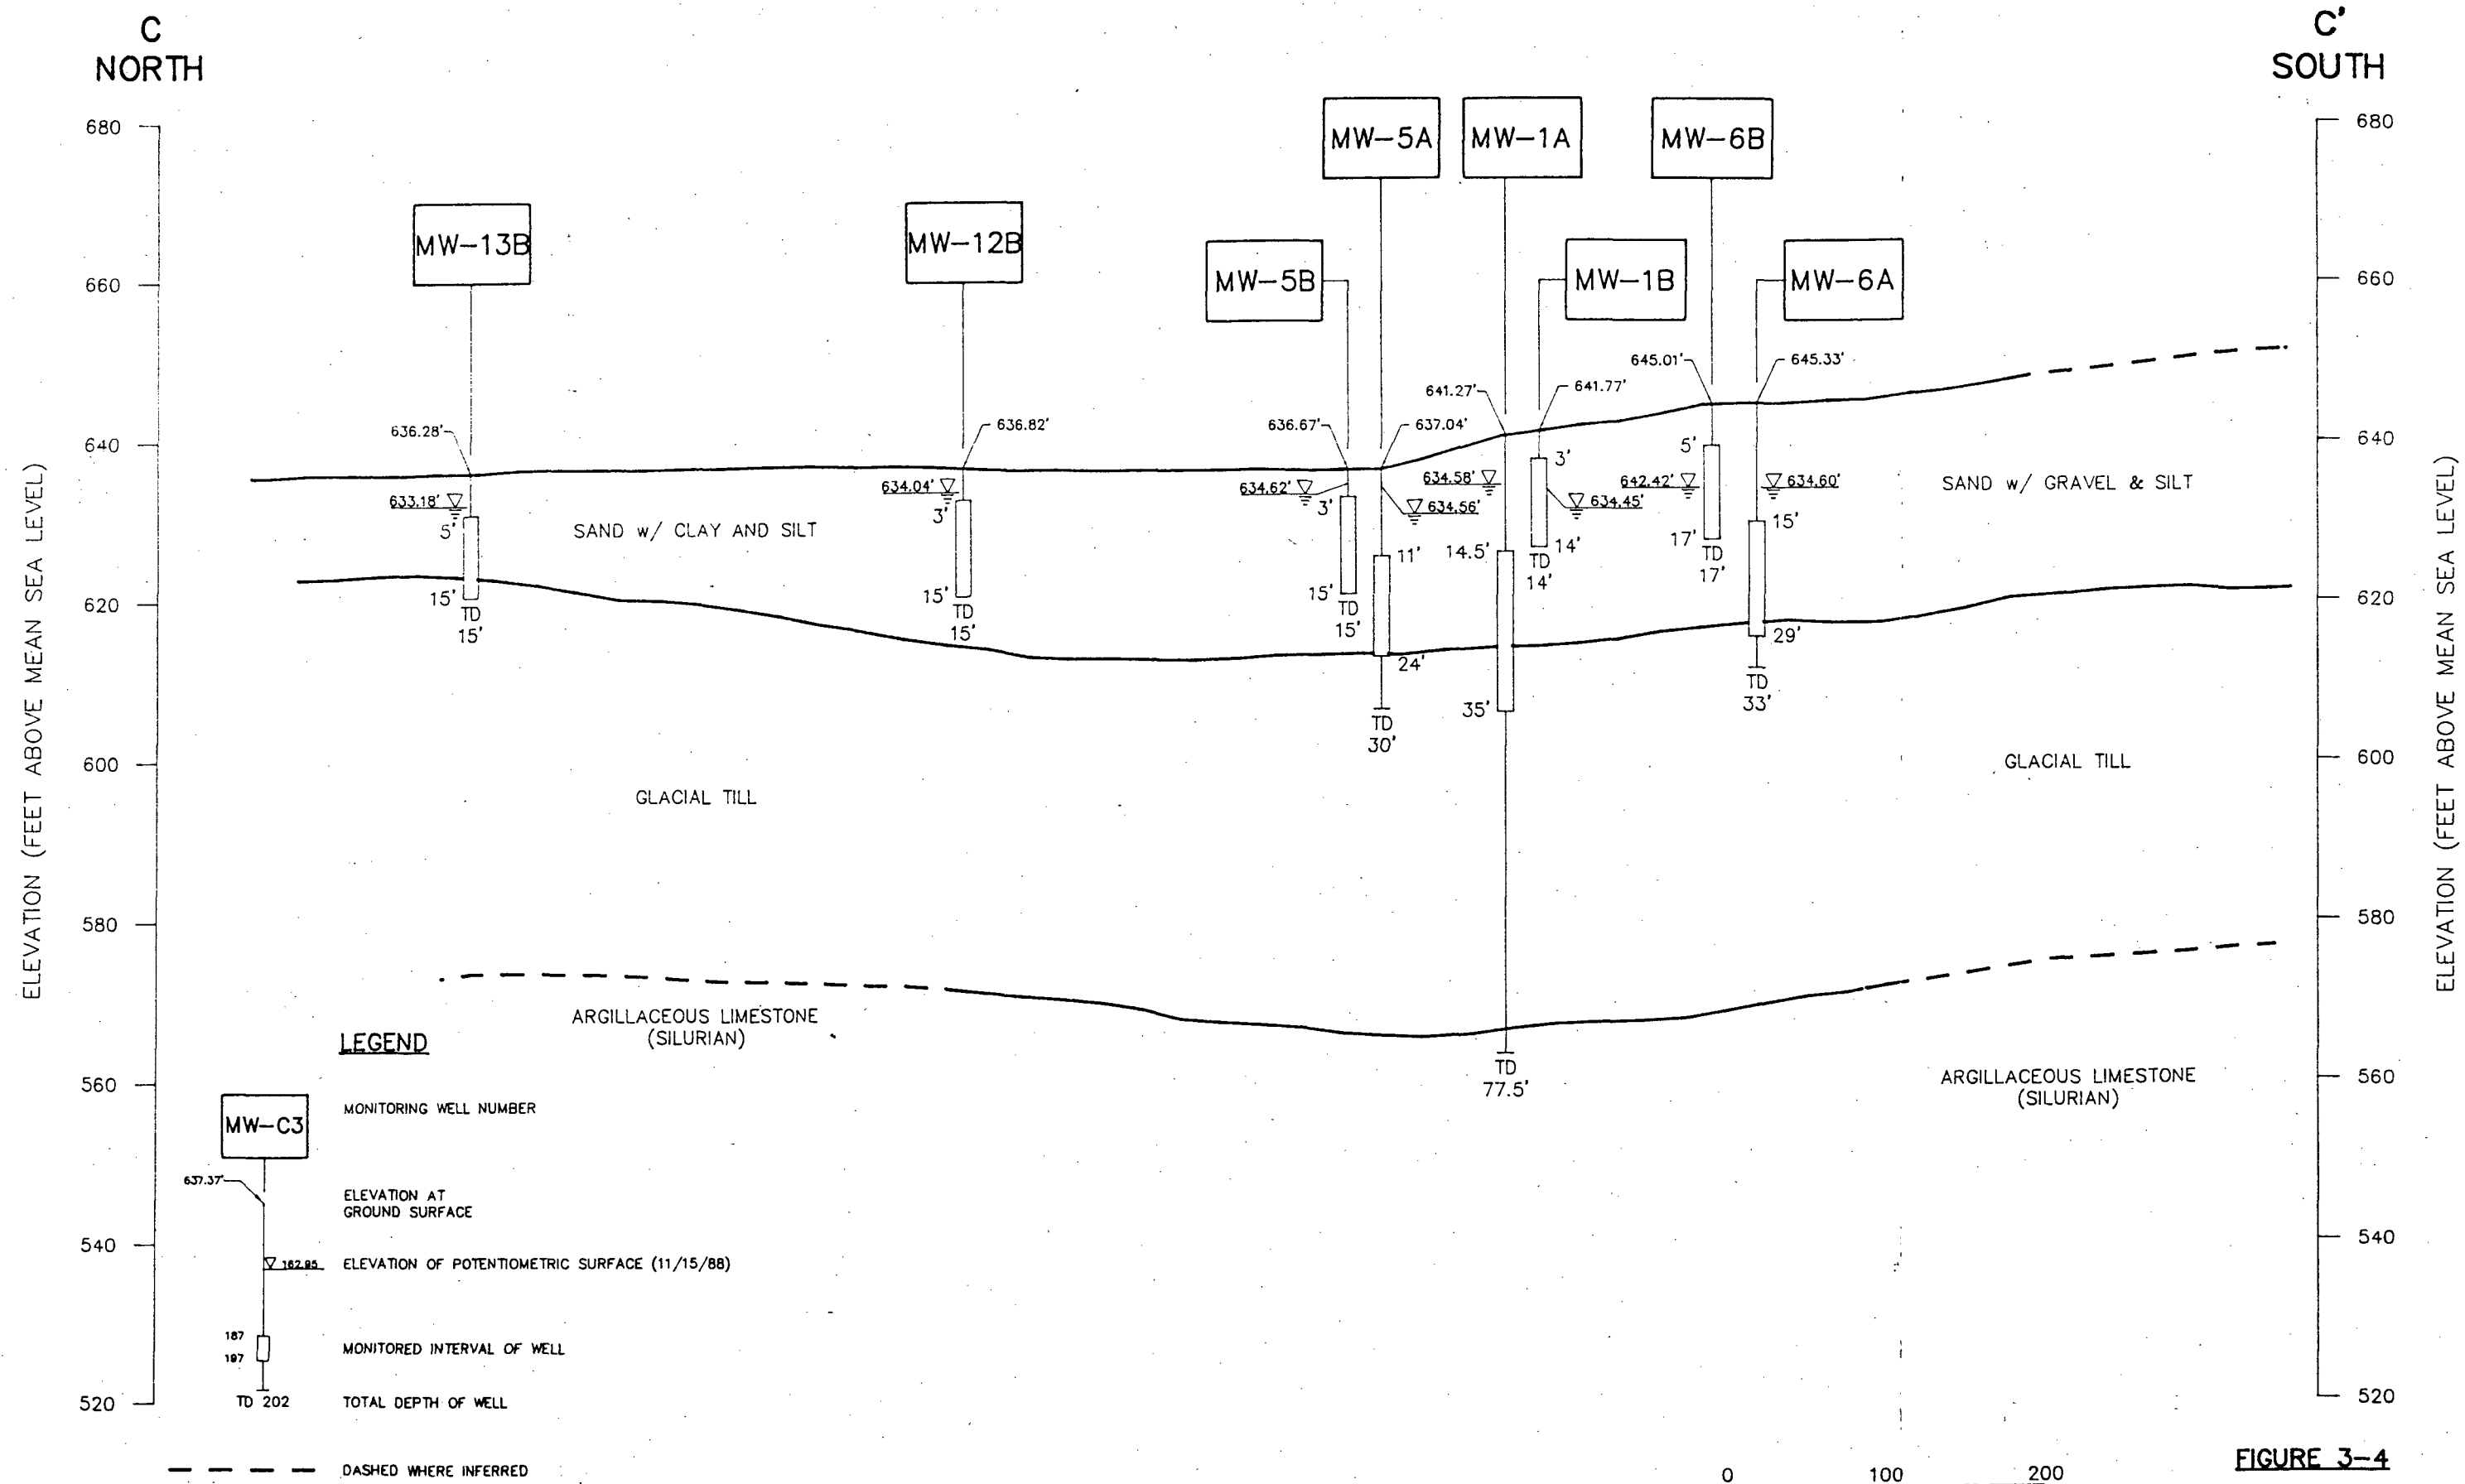 C
NORTH
C'
SOUTH
MW-5A
MW-1A
MW-6B
MW-13B
MW-12B
MW-5B
MW-1B
MW-6A
680
660
640
620
600
580
560
540
520
680
660
640
620
600
580
560
540
520
ELEVATION (FEET ABOVE MEAN SEA LEVEL)
ELEVATION (FEET ABOVE MEAN SEA LEVEL)
636.28'
633.18'
5'
15'
TD
15'
636.82'
634.04'
3'
15'
TD
15'
636.67'
634.62'
3'
15'
TD
15'
637.04'
634.56'
11'
24'
TD
30'
641.27'
634.58'
14.5'
35'
TD
77.5'
641.77'
3'
634.45'
14'
TD
14'
645.01'
5'
642.42'
17'
TD
17'
645.33'
634.60'
15'
29'
TD
33'
SAND w/ CLAY AND SILT
SAND w/ GRAVEL & SILT
GLACIAL TILL
GLACIAL TILL
ARGILLACEOUS LIMESTONE
(SILURIAN)
ARGILLACEOUS LIMESTONE
(SILURIAN)
LEGEND
MW-C3
MONITORING WELL NUMBER
637.37'
ELEVATION AT
GROUND SURFACE
162.95
ELEVATION OF POTENTIOMETRIC SURFACE (11/15/88)
187
197
MONITORED INTERVAL OF WELL
TD 202
TOTAL DEPTH OF WELL
DASHED WHERE INFERRED
0 100 200
FIGURE 3-4